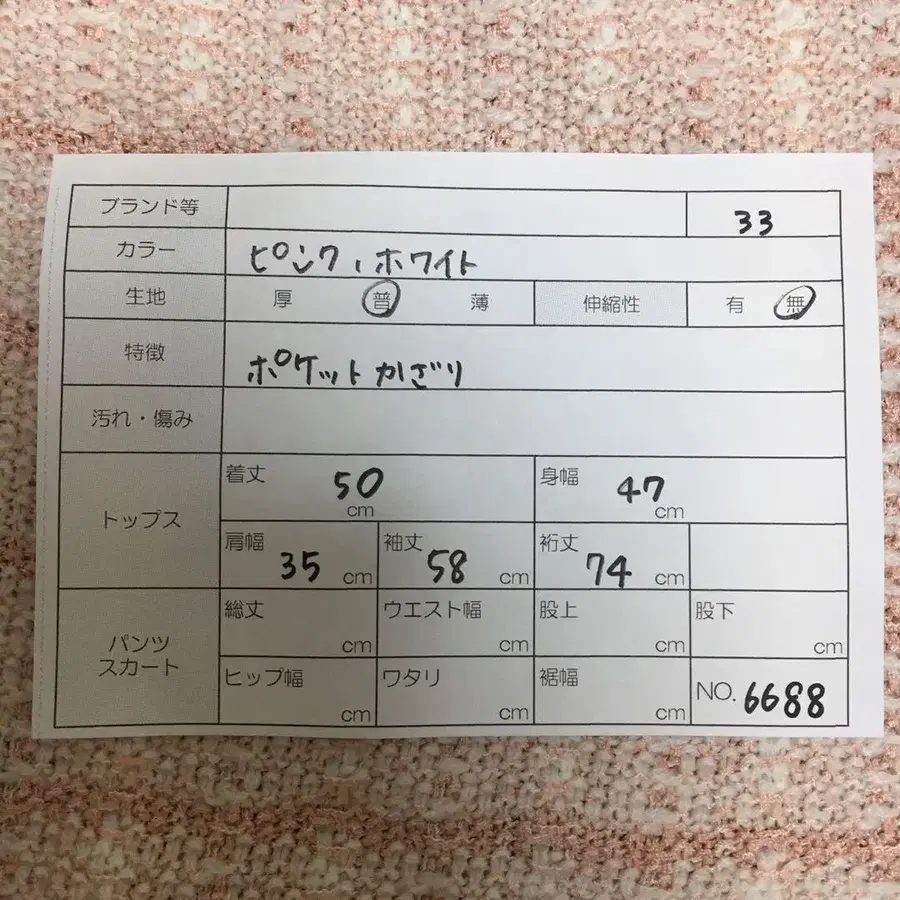 ブランド等 33
カラー ピンク、ホワイト
生地 厚 普 薄 伸縮性 有 無
特徴 ポケットかざり
汚れ・傷み
トップス 着丈 50 cm 身幅 47 cm
肩幅 35 cm 袖丈 58 cm 裄丈 74 cm
パンツ スカート 総丈 cm ウエスト幅 cm 股上 cm 股下 cm
ヒップ幅 cm ワタリ cm 裾幅 cm NO. 6688